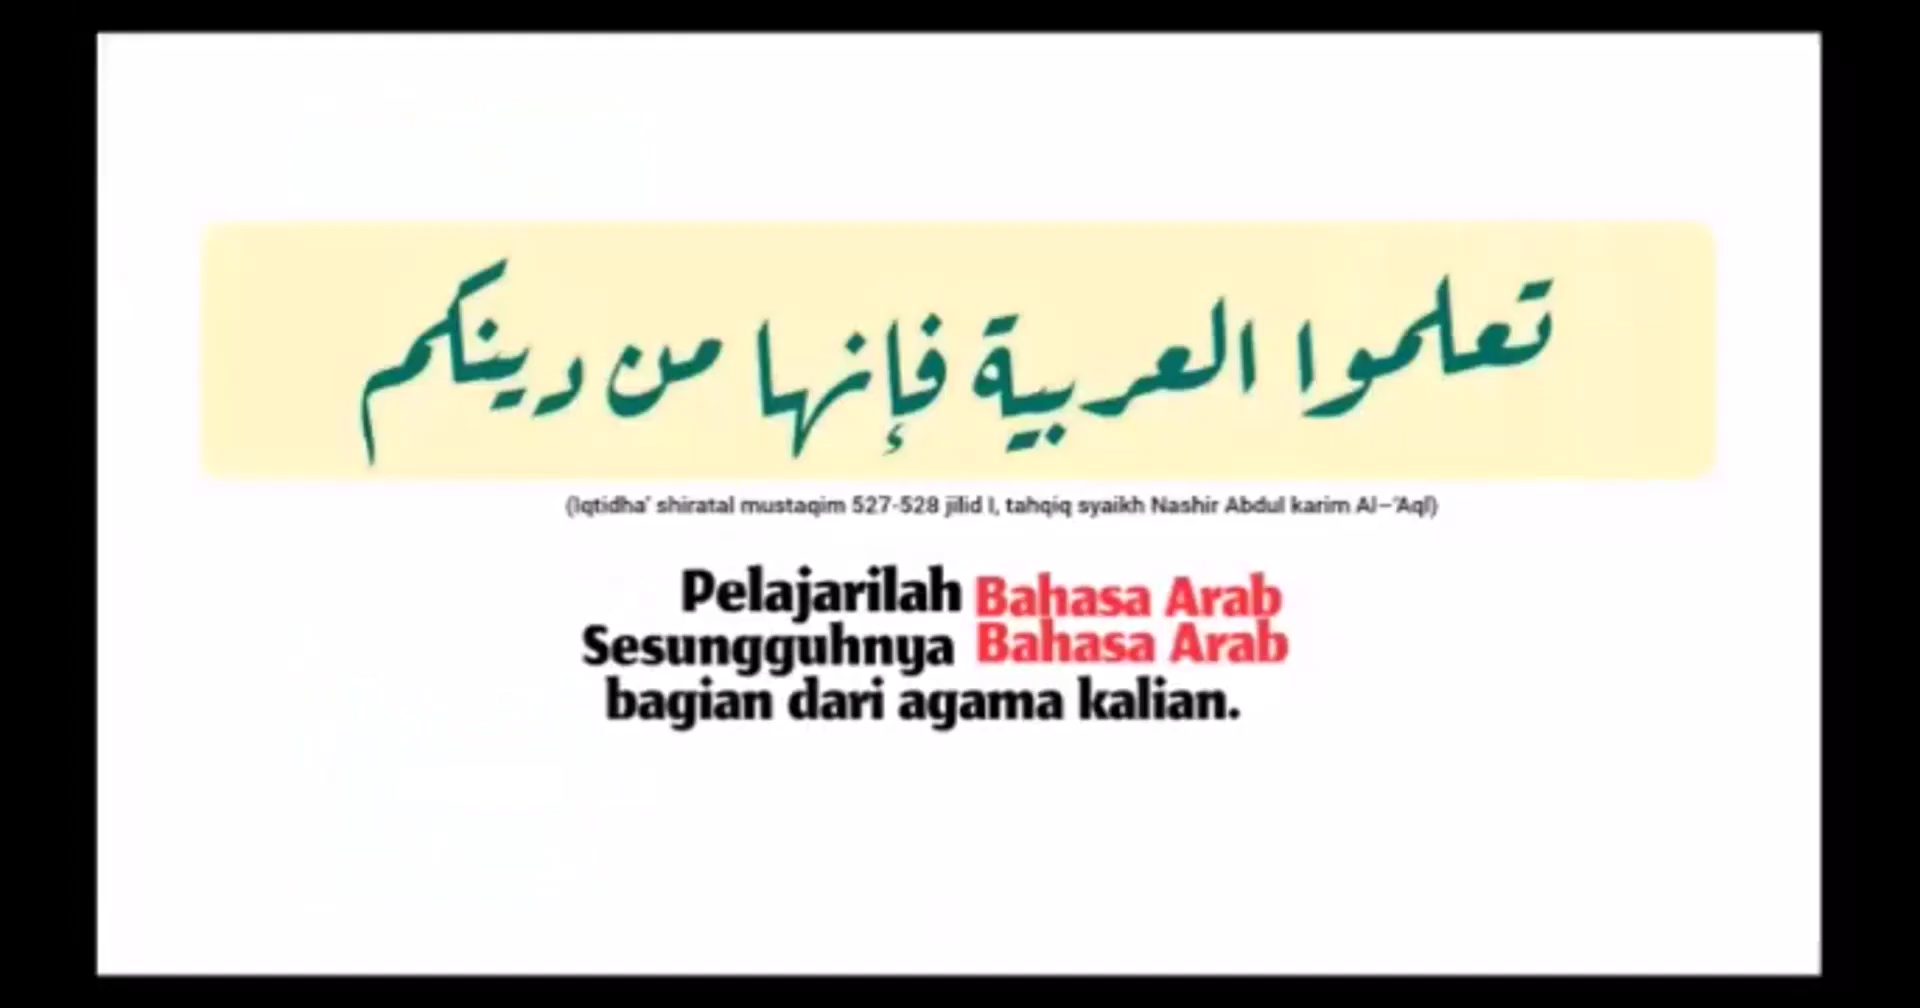 تعلموا العربية فإنها من دينكم
(Iqtidha' shiratal mustaqim 527-528 jilid I, tahqiq syaikh Nashir Abdul karim Al-'Aql)
Pelajarilah Bahasa Arab
Sesungguhnya Bahasa Arab
bagian dari agama kalian.